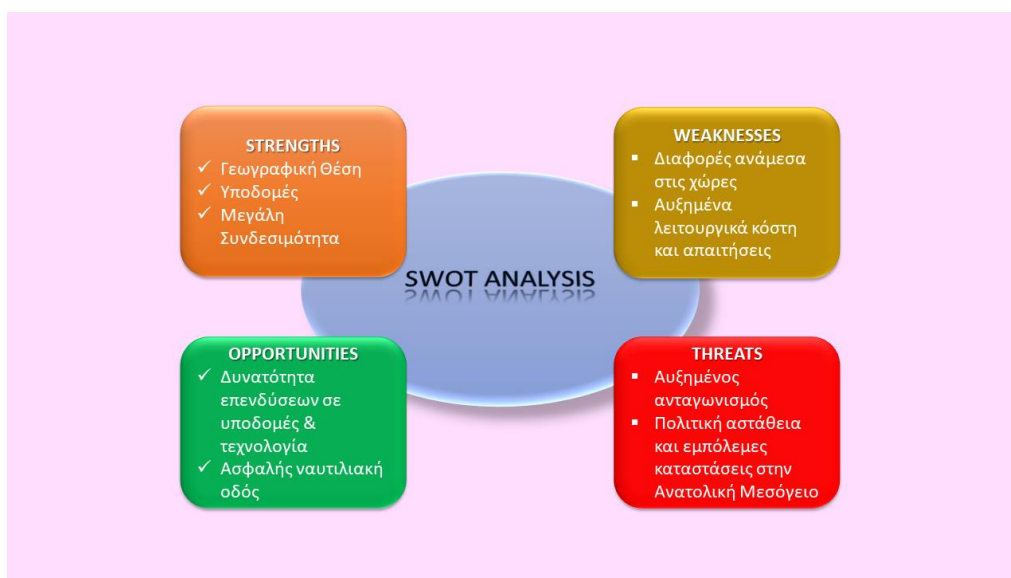 STRENGTHS
✓ Γεωγραφική Θέση
✓ Υποδομές
✓ Μεγάλη
Συνδεσιμότητα
WEAKNESSES
▪ Διαφορές ανάμεσα
στις χώρες
▪ Αυξημένα
λειτουργικά κόστη
και απαιτήσεις
SWOT ANALYSIS
OPPORTUNITIES
✓ Δυνατότητα
επενδύσεων σε
υποδομές &
τεχνολογία
✓ Ασφαλής ναυτιλιακή
οδός
THREATS
▪ Αυξημένος
ανταγωνισμός
▪ Πολιτική αστάθεια
και εμπόλεμες
καταστάσεις στην
Ανατολική Μεσόγειο